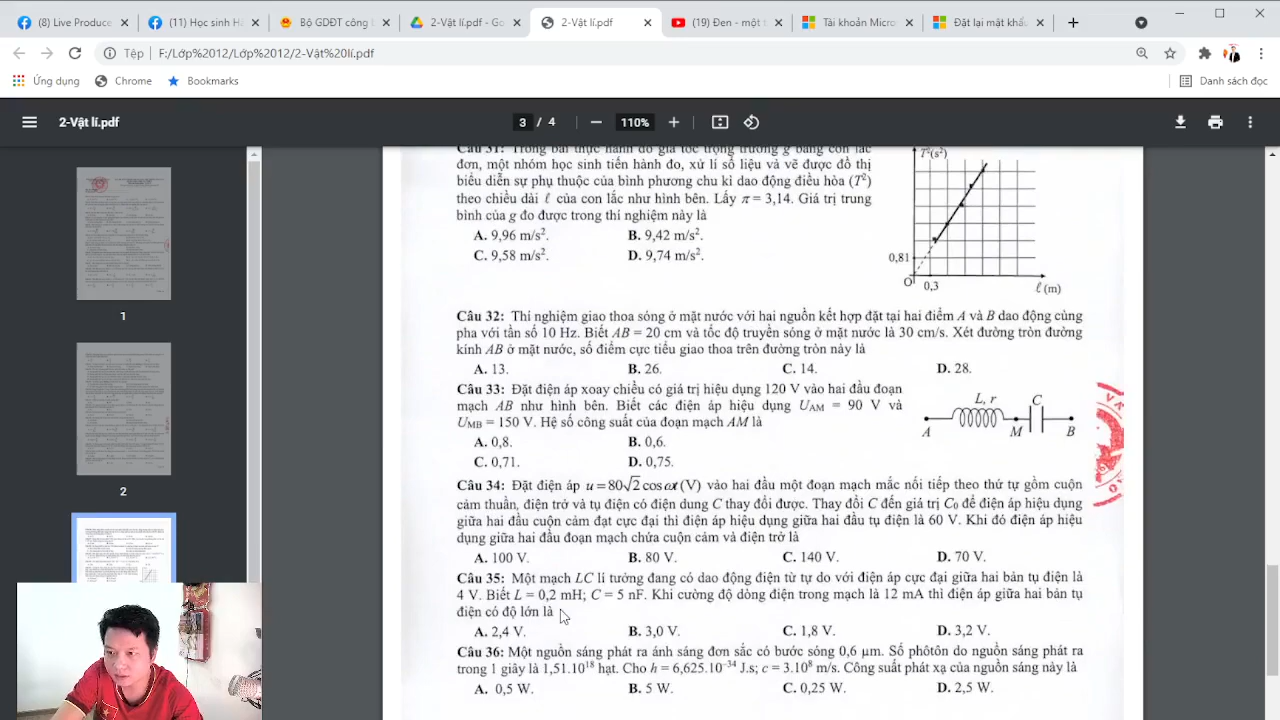 (8) Live Produce
(11) Học sinh H
Bộ GDĐT công
2-Vật lí.pdf - Go
2-Vật lí.pdf
(19) Đen - một
Tài khoản Micro
Đặt lại mật khẩu
Tệp | F:/Lớp%2012/Lớp%2012/2-Vật%20lí.pdf
Ứng dụng
Chrome
Bookmarks
Danh sách đọc
2-Vật lí.pdf
3 / 4
110%
1
2
Câu 31: Trong bài thực hành đo gia tốc trọng trường g bằng con lắc
đơn, một nhóm học sinh tiến hành đo, xử lí số liệu và vẽ được đồ thị
biểu diễn sự phụ thuộc của bình phương chu kì dao động điều hòa (T²)
theo chiều dài ℓ của con lắc như hình bên. Lấy π = 3,14. Giá trị trung
bình của g đo được trong thí nghiệm này là
A. 9,96 m/s². B. 9,42 m/s².
C. 9,58 m/s². D. 9,74 m/s².
T²(s²)
0,81
O 0,3 ℓ (m)
Câu 32: Thí nghiệm giao thoa sóng ở mặt nước với hai nguồn kết hợp đặt tại hai điểm A và B dao động cùng
pha với tần số 10 Hz. Biết AB = 20 cm và tốc độ truyền sóng ở mặt nước là 30 cm/s. Xét đường tròn đường
kính AB ở mặt nước, số điểm cực tiểu giao thoa trên đường tròn này là
A. 13. B. 26. C. 14. D. 28.
Câu 33: Đặt điện áp xoay chiều có giá trị hiệu dụng 120 V vào hai đầu đoạn
mạch AB như hình bên. Biết các điện áp hiệu dụng UAM = 90 V và
UMB = 150 V. Hệ số công suất của đoạn mạch AM là
A. 0,8. B. 0,6.
C. 0,71. D. 0,75.
L, r C
A M B
Câu 34: Đặt điện áp u = 80√2 cos ωt (V) vào hai đầu một đoạn mạch mắc nối tiếp theo thứ tự gồm cuộn
cảm thuần, điện trở và tụ điện có điện dung C thay đổi được. Thay đổi C đến giá trị C₀ để điện áp hiệu dụng
giữa hai đầu cuộn cảm đạt cực đại thì điện áp hiệu dụng giữa hai đầu tụ điện là 60 V. Khi đó điện áp hiệu
dụng giữa hai đầu đoạn mạch chứa cuộn cảm và điện trở là
A. 100 V. B. 80 V. C. 140 V. D. 70 V.
Câu 35: Một mạch LC lí tưởng đang có dao động điện từ tự do với điện áp cực đại giữa hai bản tụ điện là
4 V. Biết L = 0,2 mH; C = 5 nF. Khi cường độ dòng điện trong mạch là 12 mA thì điện áp giữa hai bản tụ
điện có độ lớn là
A. 2,4 V. B. 3,0 V. C. 1,8 V. D. 3,2 V.
Câu 36: Một nguồn sáng phát ra ánh sáng đơn sắc có bước sóng 0,6 μm. Số phôtôn do nguồn sáng phát ra
trong 1 giây là 1,51.10¹⁸ hạt. Cho h = 6,625.10⁻³⁴ J.s; c = 3.10⁸ m/s. Công suất phát xạ của nguồn sáng này là
A. 0,5 W. B. 5 W. C. 0,25 W. D. 2,5 W.